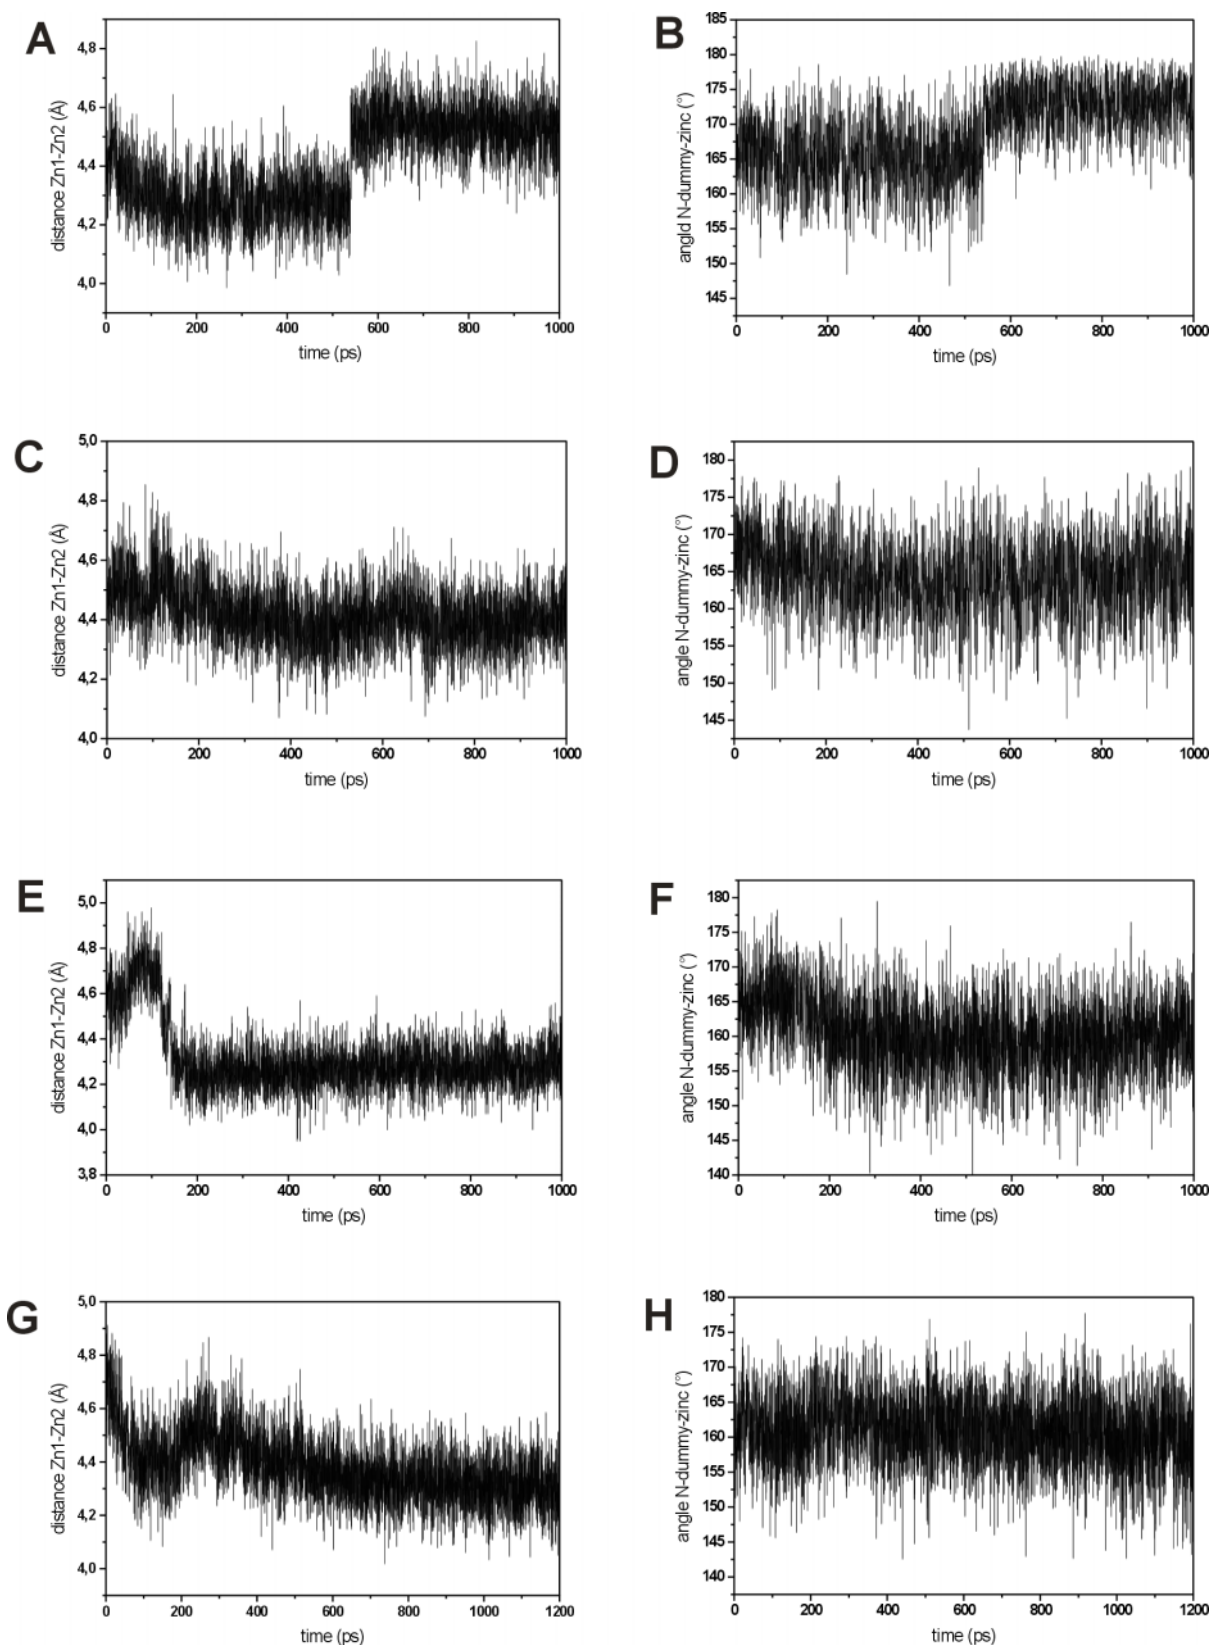 A
distance Zn1-Zn2 (Å)
4,8
4,6
4,4
4,2
4,0
0 200 400 600 800 1000
time (ps)
B
angld N-dummy-zinc (°)
185
180
175
170
165
160
155
150
145
0 200 400 600 800 1000
time (ps)
C
distance Zn1-Zn2 (Å)
5,0
4,8
4,6
4,4
4,2
4,0
0 200 400 600 800 1000
time (ps)
D
angle N-dummy-zinc (°)
180
175
170
165
160
155
150
145
0 200 400 600 800 1000
time (ps)
E
distance Zn1-Zn2 (Å)
5,0
4,8
4,6
4,4
4,2
4,0
3,8
0 200 400 600 800 1000
time (ps)
F
angle N-dummy-zinc (°)
180
175
170
165
160
155
150
145
140
0 200 400 600 800 1000
time (ps)
G
distance Zn1-Zn2 (Å)
5,0
4,8
4,6
4,4
4,2
4,0
0 200 400 600 800 1000 1200
time (ps)
H
angle N-dummy-zinc (°)
180
175
170
165
160
155
150
145
140
0 200 400 600 800 1000 1200
time (ps)